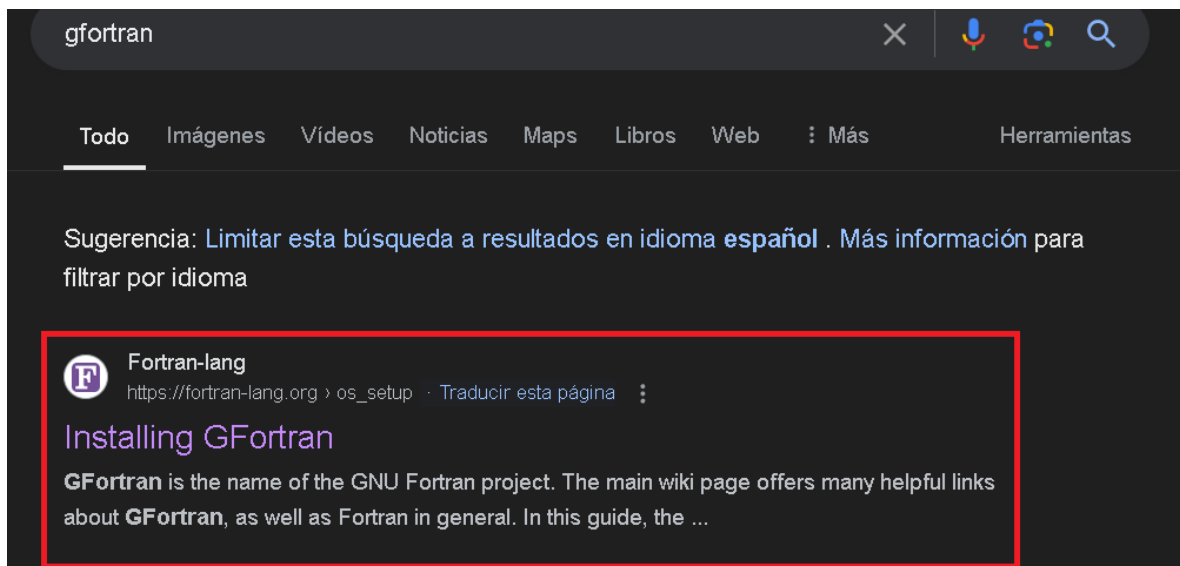 gfortran
Todo Imágenes Vídeos Noticias Maps Libros Web Más Herramientas
Sugerencia: Limitar esta búsqueda a resultados en idioma español . Más información para
filtrar por idioma
F
Fortran-lang
https://fortran-lang.org › os_setup · Traducir esta página
Installing GFortran
GFortran is the name of the GNU Fortran project. The main wiki page offers many helpful links
about GFortran, as well as Fortran in general. In this guide, the ...